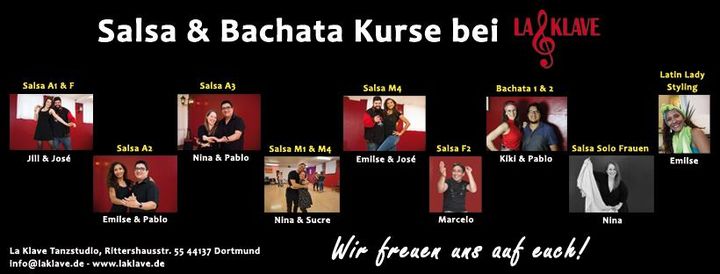 Salsa & Bachata Kurse bei LA KLAVE
Salsa A1 & F
Jill & José
Salsa A2
Emilse & Pablo
Salsa A3
Nina & Pablo
Salsa M1 & M4
Nina & Sucre
Salsa M4
Emilse & José
Salsa F2
Marcelo
Bachata 1 & 2
Kiki & Pablo
Salsa Solo Frauen
Nina
Latin Lady
Styling
Emilse
La Klave Tanzstudio, Rittershausstr. 55 44137 Dortmund
info@laklave.de - www.laklave.de
Wir freuen uns auf euch!